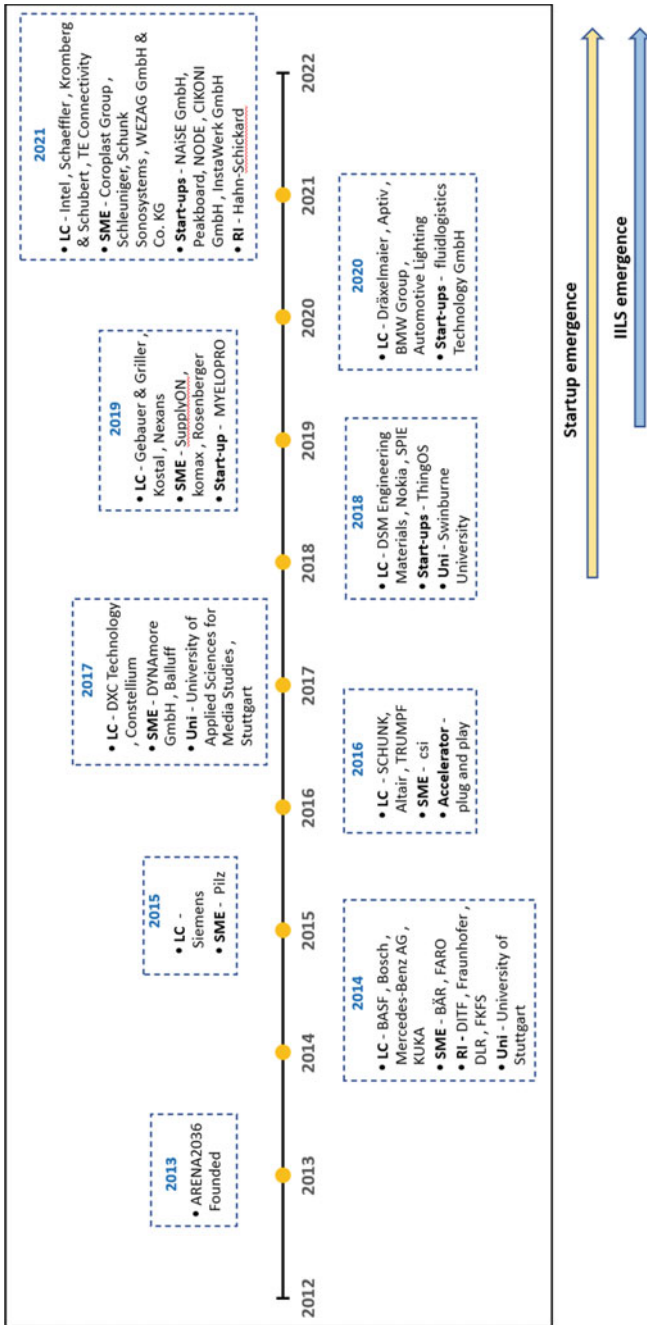 2013
• ARENA2036
Founded
2015
• LC -
Siemens
• SME - Pilz
2017
• LC - DXC Technology
, Constellium
• SME - DYNAmore
GmbH , Balluff
• Uni - University of
Applied Sciences for
Media Studies ,
Stuttgart
2019
• LC - Gebauer & Griller ,
Kostal , Nexans
• SME - SupplyON ,
komax , Rosenberger
• Start-up - MYELOPRO
2021
• LC - Intel , Schaeffler , Kromberg
& Schubert , TE Connectivity
• SME - Coroplast Group ,
Schleuniger, Schunk
Sonosystems , WEZAG GmbH &
Co. KG
• Start-ups - NAiSE GmbH,
Peakboard, NODE , CIKONI
GmbH , InstaWerk GmbH
• RI - Hahn-Schickard
2012 2013 2014 2015 2016 2017 2018 2019 2020 2021 2022
2014
• LC - BASF , Bosch ,
Mercedes-Benz AG ,
KUKA
• SME - BÄR , FARO
• RI - DITF , Fraunhofer ,
DLR , FKFS
• Uni - University of
Stuttgart
2016
• LC - SCHUNK,
Altair , TRUMPF
• SME - csi
• Accelerator -
plug and play
2018
• LC - DSM Engineering
Materials , Nokia , SPIE
• Start-ups - ThingOS
• Uni - Swinburne
University
2020
• LC - Dräxelmaier , Aptiv ,
BMW Group ,
Automotive Lighting
• Start-ups - fluidlogistics
Technology GmbH
Startup emergence
IILS emergence